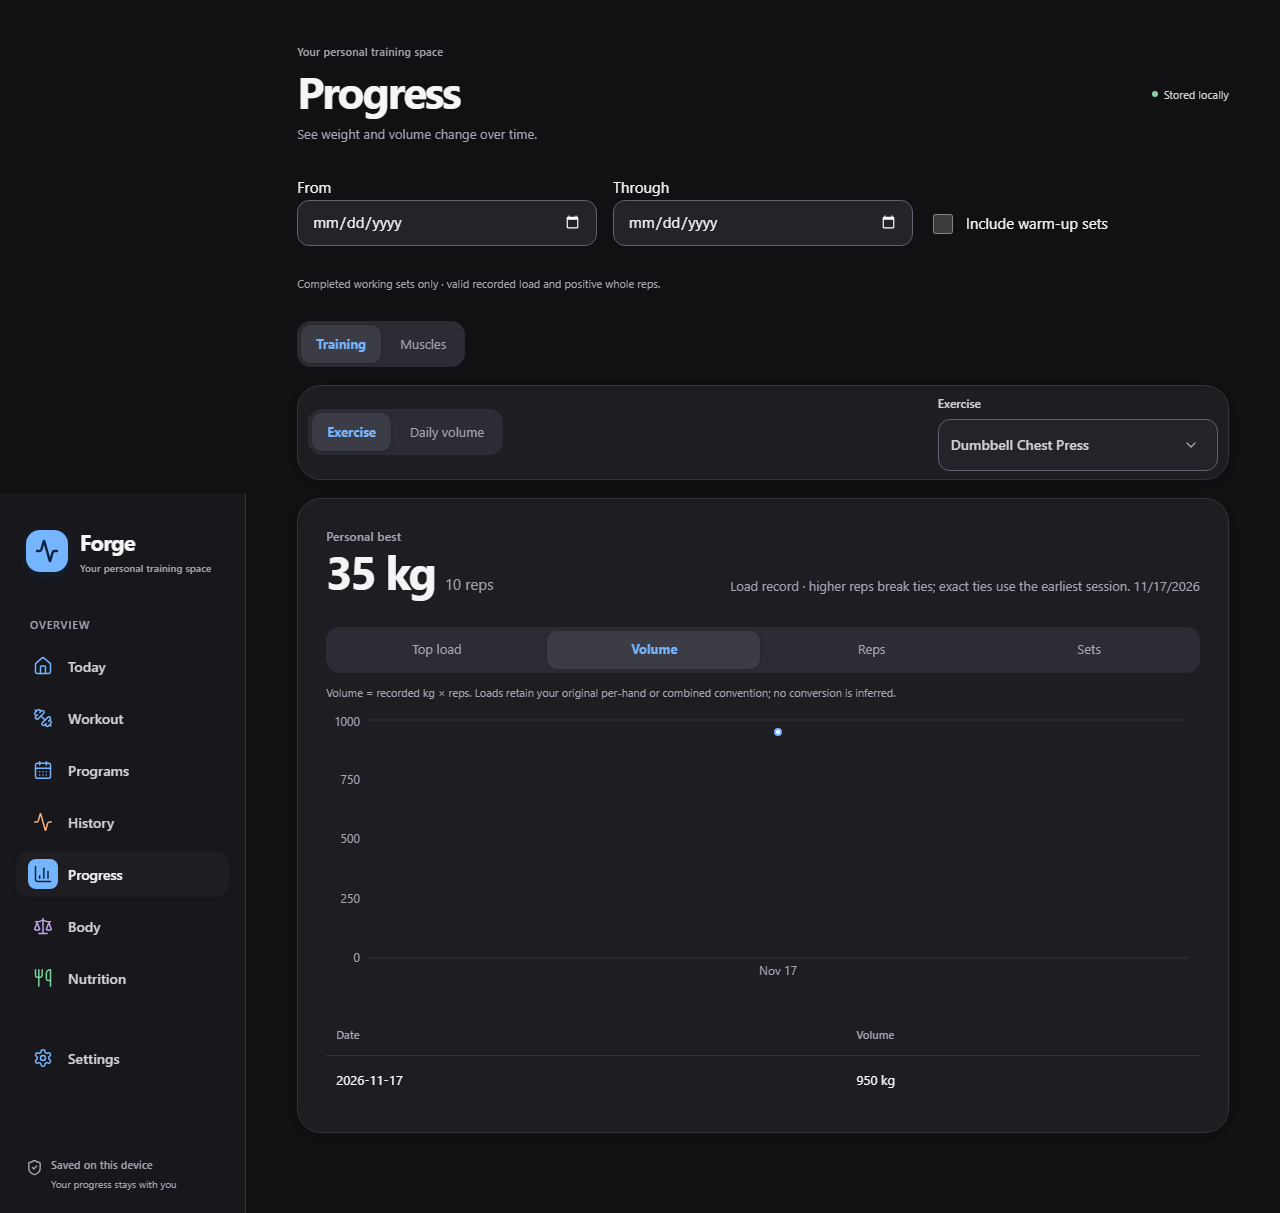 Your personal training space
Progress
See weight and volume change over time.
Stored locally
From
Through
mm/dd/yyyy
mm/dd/yyyy
Include warm-up sets
Completed working sets only · valid recorded load and positive whole reps.
Training
Muscles
Exercise
Daily volume
Exercise
Dumbbell Chest Press
Forge
Your personal training space
OVERVIEW
Today
Workout
Programs
History
Progress
Body
Nutrition
Settings
Saved on this device
Your progress stays with you
Personal best
35 kg 10 reps
Load record · higher reps break ties; exact ties use the earliest session. 11/17/2026
Top load
Volume
Reps
Sets
Volume = recorded kg × reps. Loads retain your original per-hand or combined convention; no conversion is inferred.
1000
750
500
250
0
Nov 17
Date
Volume
2026-11-17
950 kg